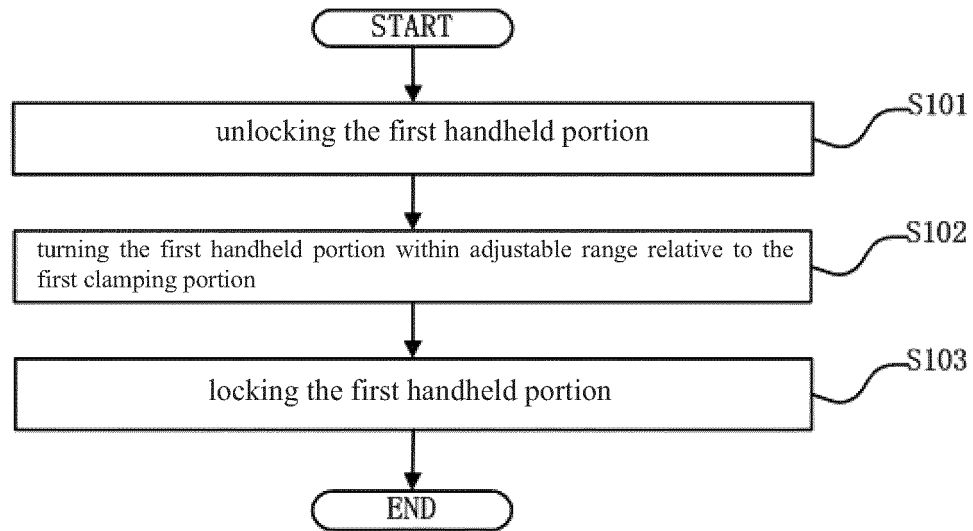 START
unlocking the first handheld portion
S101
turning the first handheld portion within adjustable range relative to the
first clamping portion
S102
locking the first handheld portion
S103
END